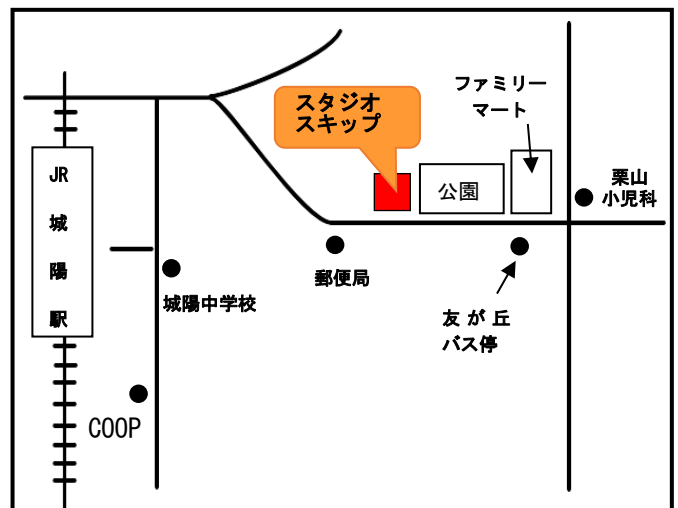 スタジオ
スキップ
ファミリー
マート
公園
栗山
小児科
JR
城
陽
駅
郵便局
城陽中学校
友が丘
バス停
COOP